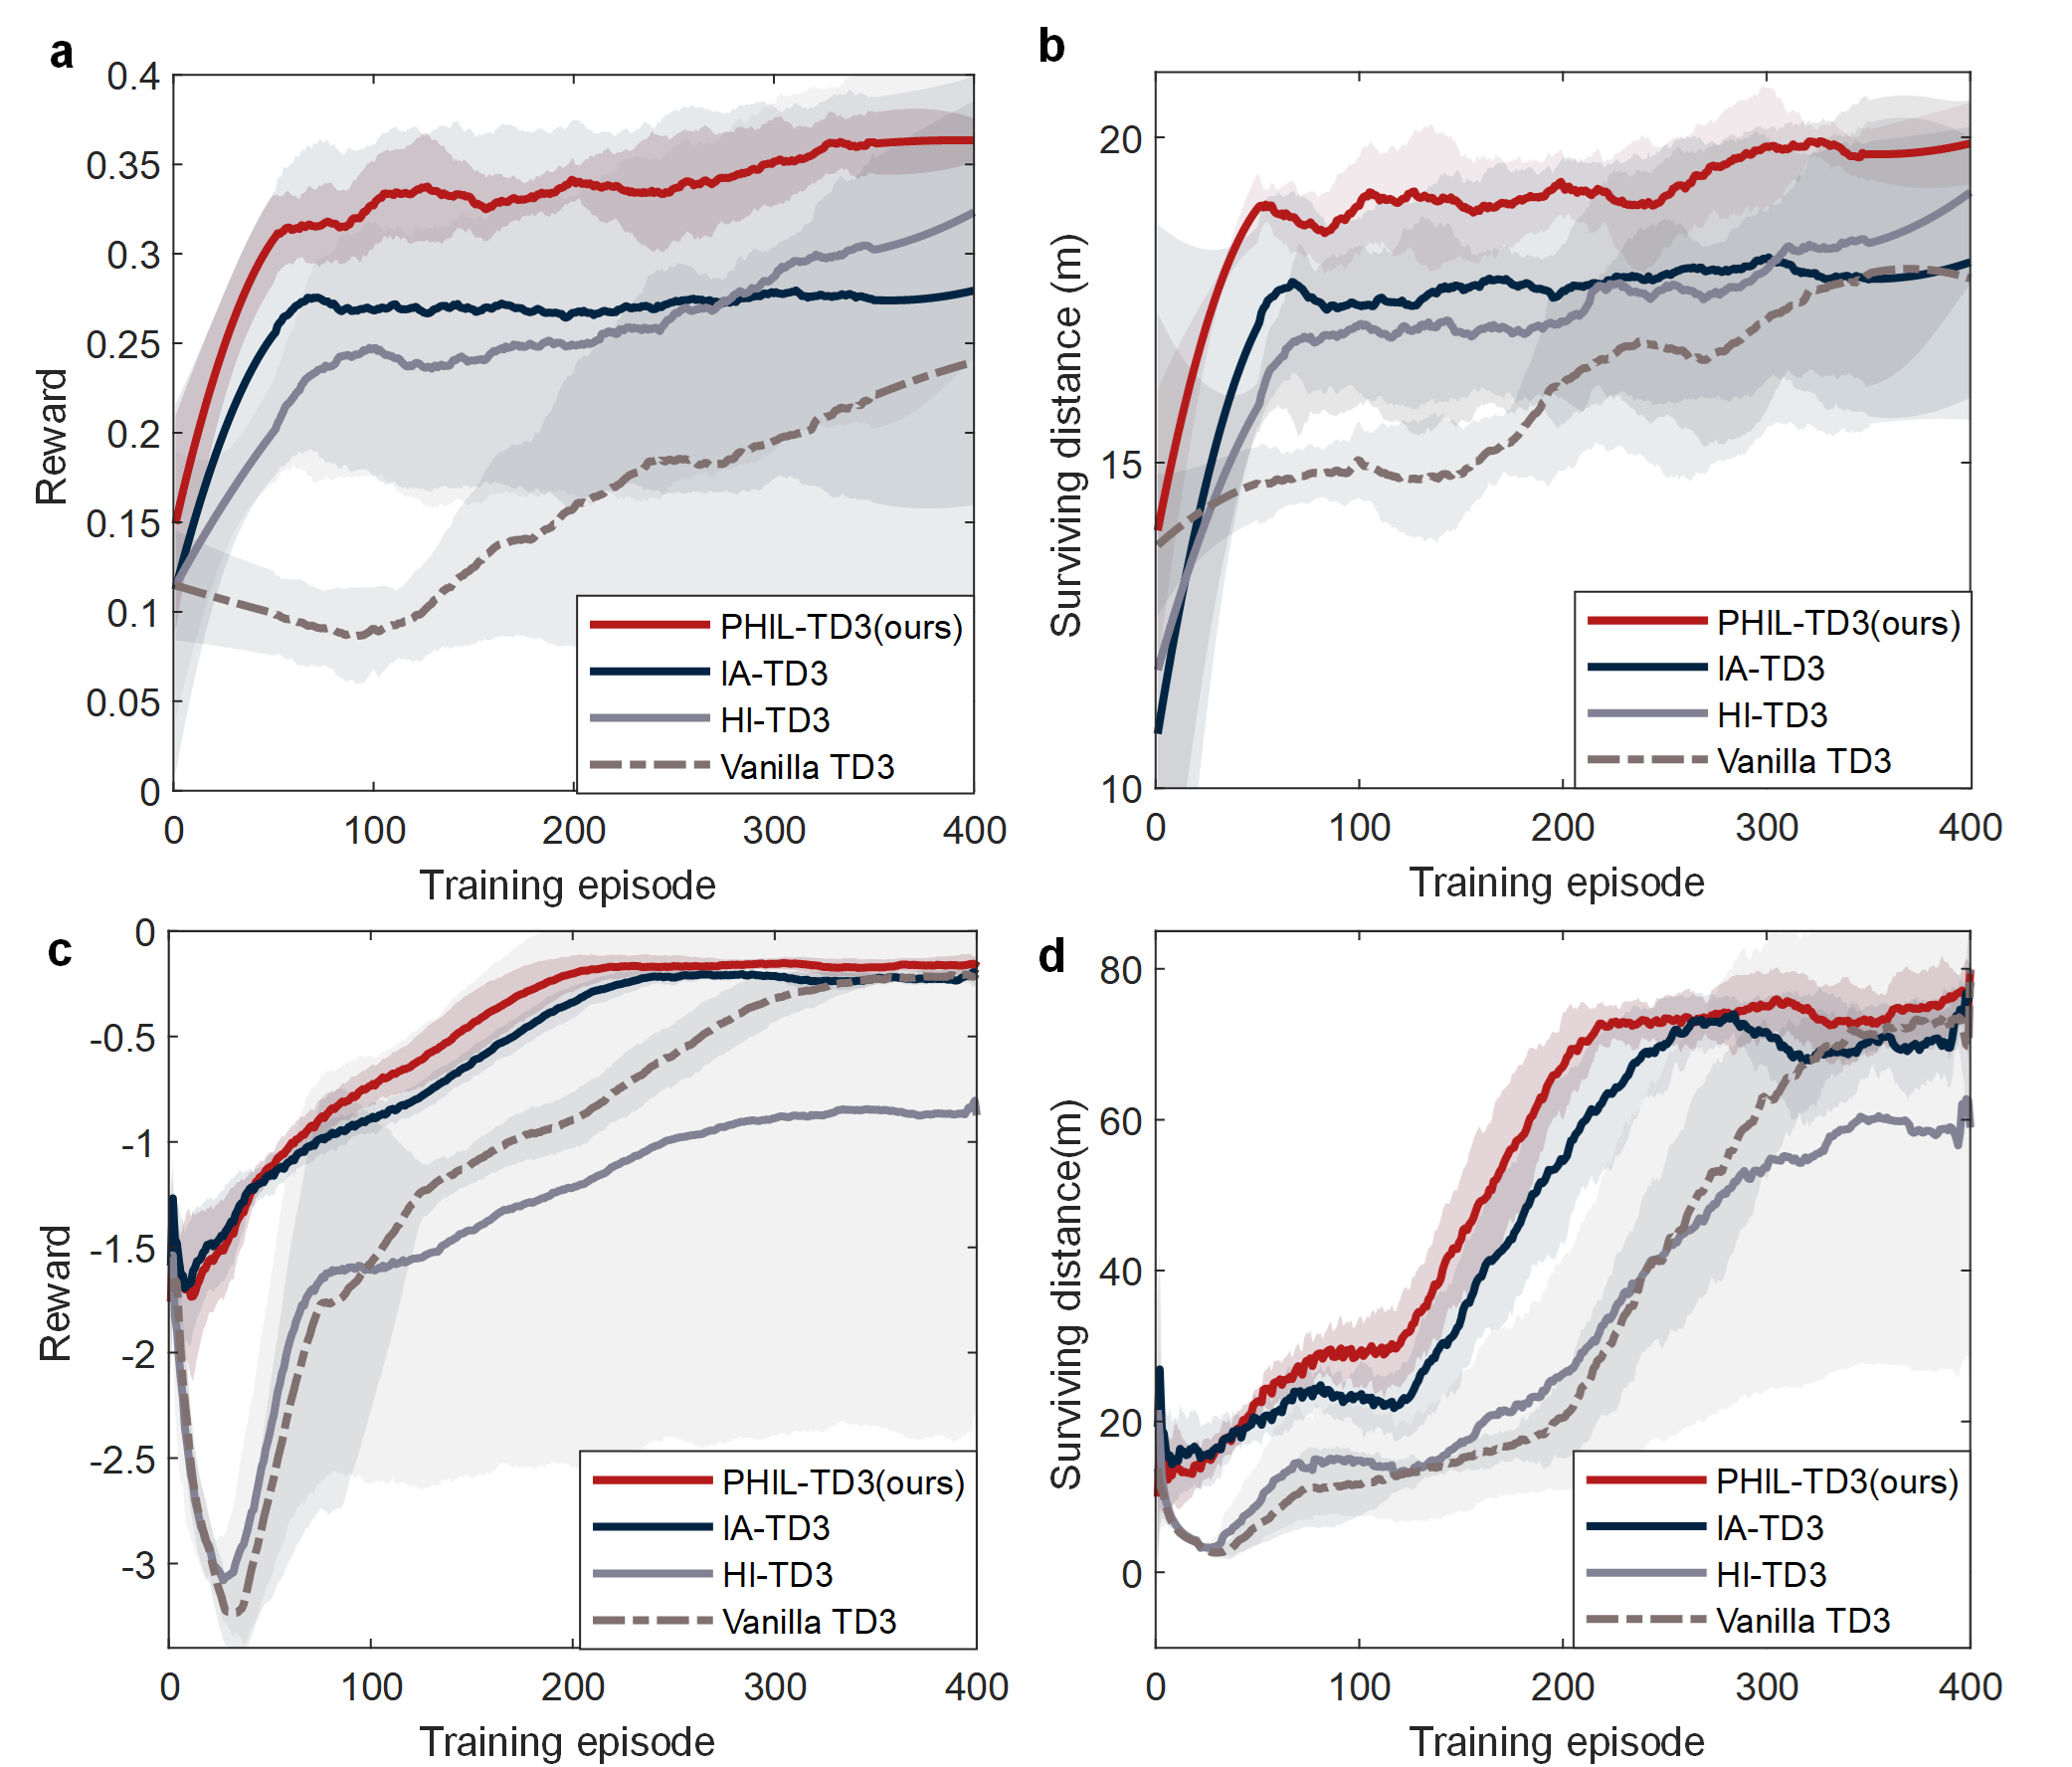 a
0.4
0.35
0.3
0.25
0.2
0.15
0.1
0.05
0
Reward
0 100 200 300 400
Training episode
PHIL-TD3(ours)
IA-TD3
HI-TD3
Vanilla TD3
b
20
15
10
Surviving distance (m)
0 100 200 300 400
Training episode
PHIL-TD3(ours)
IA-TD3
HI-TD3
Vanilla TD3
c
0
-0.5
-1
-1.5
-2
-2.5
-3
Reward
0 100 200 300 400
Training episode
PHIL-TD3(ours)
IA-TD3
HI-TD3
Vanilla TD3
d
80
60
40
20
0
Surviving distance(m)
0 100 200 300 400
Training episode
PHIL-TD3(ours)
IA-TD3
HI-TD3
Vanilla TD3